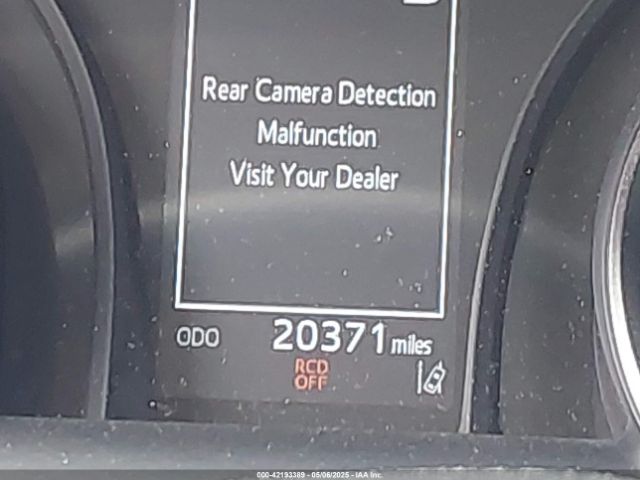 Rear Camera Detection
Malfunction
Visit Your Dealer
ODO 20371 miles
RCD
OFF
000-42193389 - 05/06/2025 - IAA Inc.